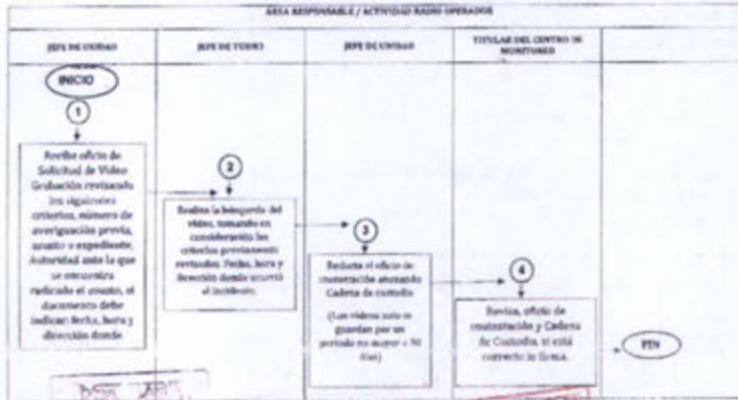 ÁREA RESPONSABLE / ACTIVIDAD RADIO OPERADOR
JEFE DE UNIDAD
JEFE DE TURNO
JEFE DE UNIDAD
TITULAR DEL CENTRO DE
MONITOREO
INICIO
1
Recibe oficio de
Solicitud de Video
Grabación revisando
los siguientes
criterios, número de
averiguación previa,
asunto o expediente,
Autoridad ante la que
se encuentra
radicado el asunto, el
documento debe
indicar: fecha, hora y
dirección donde
2
Realiza la búsqueda del
video, tomando en
consideración los
criterios previamente
revisados. Fecha, hora y
dirección donde ocurrió
el incidente.
3
Redacta el oficio de
contestación anexando
Cadena de custodia
(Los videos solo se
guardan por un
periodo no mayor a
días)
4
Revisa, oficio de
contestación y Cadena
de Custodia, si está
correcto lo firma.
FIN